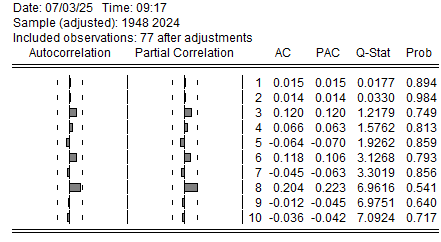 Date: 07/03/25 Time: 09:17
Sample (adjusted): 1948 2024
Included observations: 77 after adjustments
Autocorrelation Partial Correlation AC PAC Q-Stat Prob
1 0.015 0.015 0.0177 0.894
2 0.014 0.014 0.0330 0.984
3 0.120 0.120 1.2179 0.749
4 0.066 0.063 1.5762 0.813
5 -0.064 -0.070 1.9262 0.859
6 0.118 0.106 3.1268 0.793
7 -0.045 -0.063 3.3019 0.856
8 0.204 0.223 6.9616 0.541
9 -0.012 -0.045 6.9751 0.640
10 -0.036 -0.042 7.0924 0.717